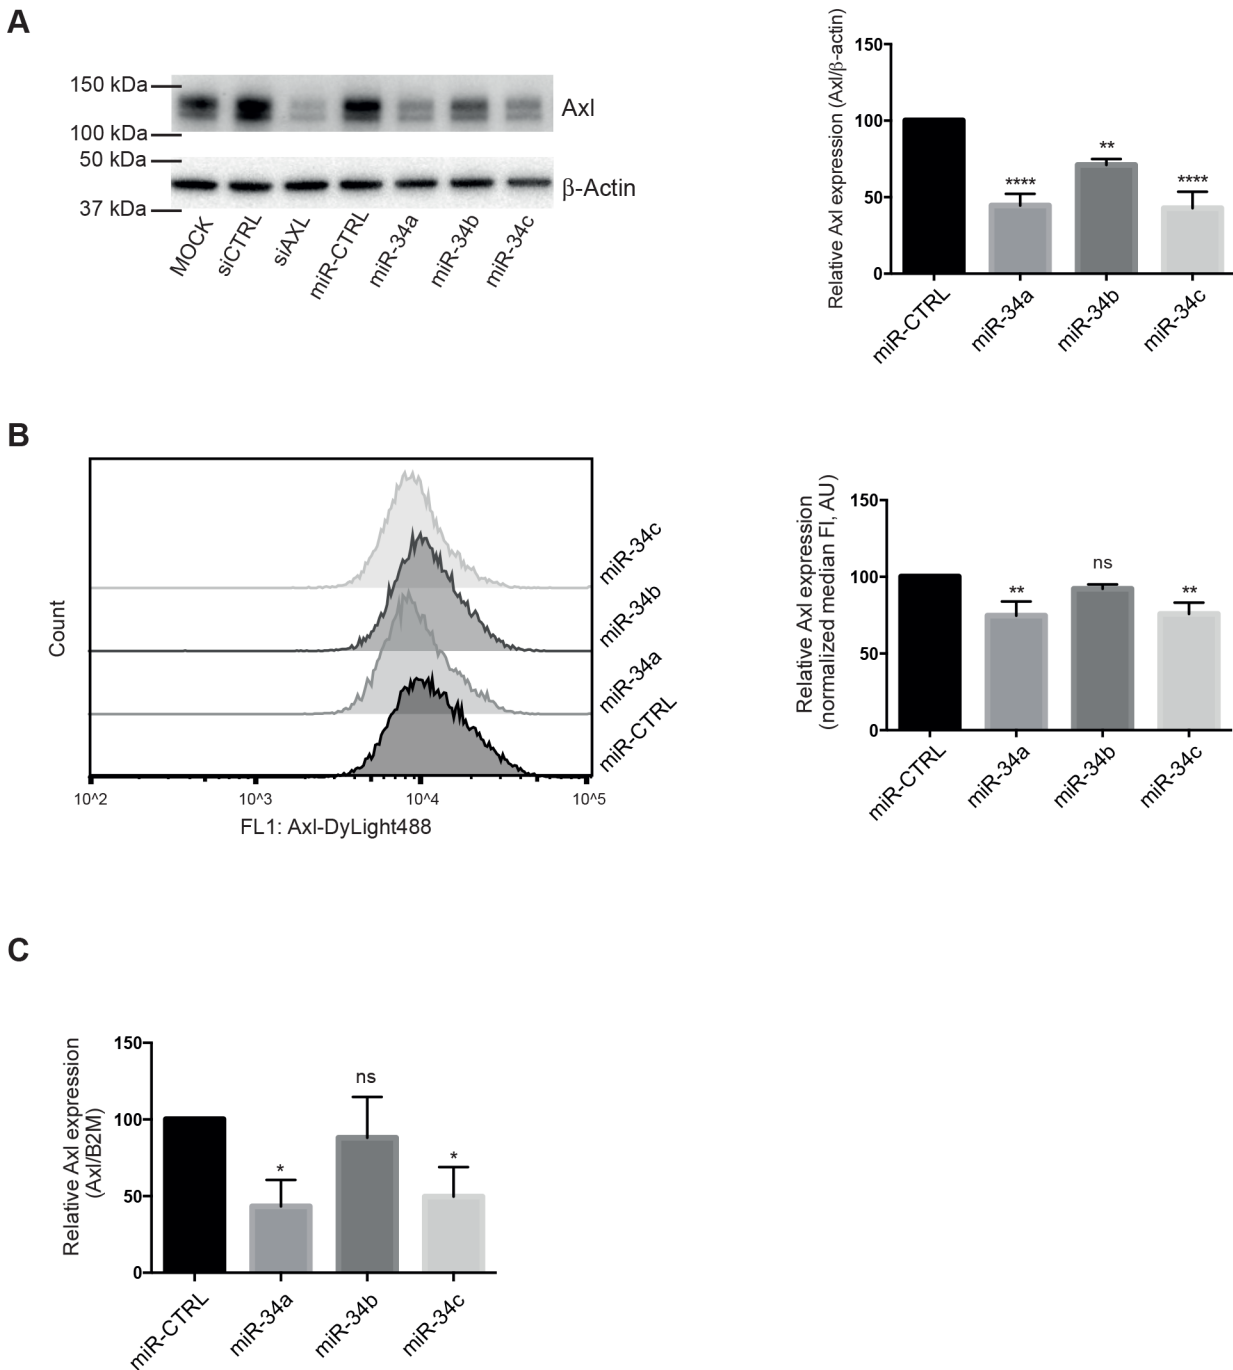 A
150 kDa
Axl
100 kDa
50 kDa
β-Actin
37 kDa
MOCK
siCTRL
siAXL
miR-CTRL
miR-34a
miR-34b
miR-34c
Relative Axl expression (Axl/β-actin)
150
100
50
0
****
**
****
miR-CTRL
miR-34a
miR-34b
miR-34c
B
Count
miR-34c
miR-34b
miR-34a
miR-CTRL
10^2
10^3
10^4
10^5
FL1: Axl-DyLight488
Relative Axl expression
(normalized median FI, AU)
150
100
50
0
**
ns
**
miR-CTRL
miR-34a
miR-34b
miR-34c
C
Relative Axl expression
(Axl/B2M)
150
100
50
0
*
ns
*
miR-CTRL
miR-34a
miR-34b
miR-34c